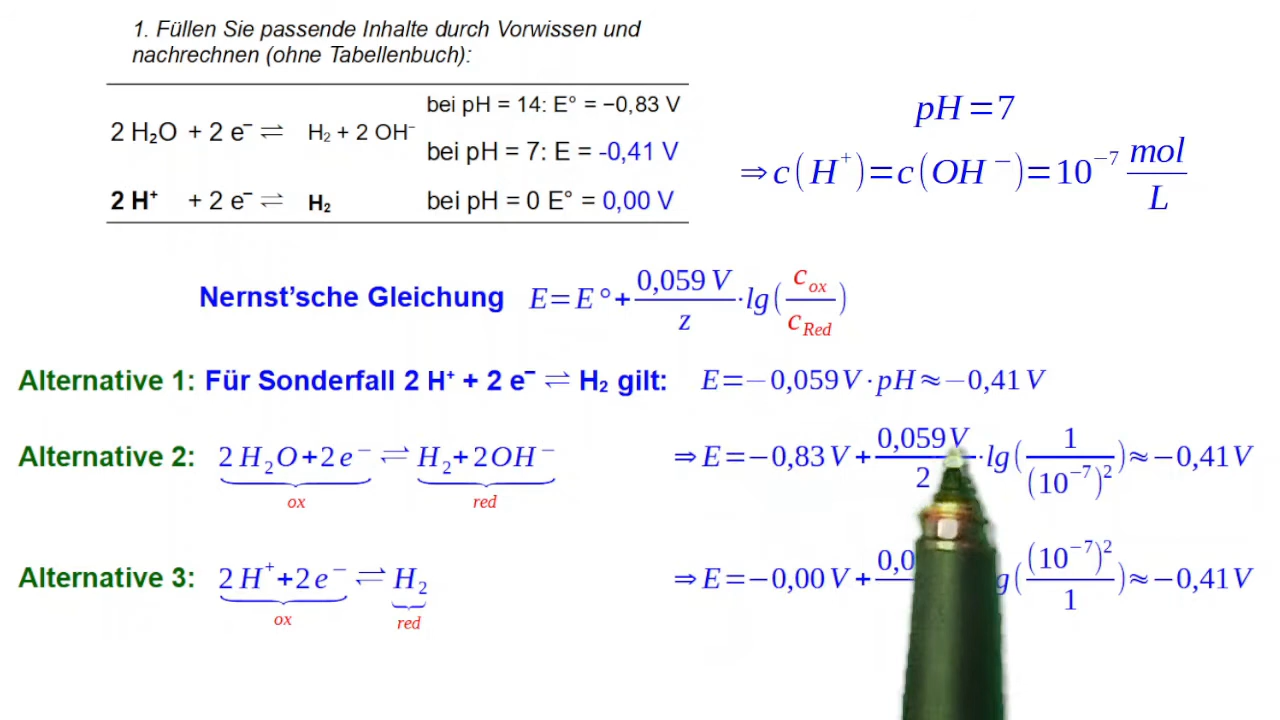 1. Füllen Sie passende Inhalte durch Vorwissen und
nachrechnen (ohne Tabellenbuch):
2 H₂O + 2 e⁻ ⇌ H₂ + 2 OH⁻
bei pH = 14: E° = −0,83 V
bei pH = 7: E = -0,41 V
2 H⁺ + 2 e⁻ ⇌ H₂ bei pH = 0 E° = 0,00 V
pH = 7
⇒ c(H⁺) = c(OH⁻) = 10⁻⁷ mol/L
Nernst'sche Gleichung E = E° + 0,059 V/z · lg(c_ox/c_Red)
Alternative 1: Für Sonderfall 2 H⁺ + 2 e⁻ ⇌ H₂ gilt: E = −0,059 V · pH ≈ −0,41 V
Alternative 2: 2 H₂O + 2 e⁻ ⇌ H₂ + 2 OH⁻ ⇒ E = −0,83 V + 0,059 V/2 · lg(1/(10⁻⁷)²) ≈ −0,41 V
ox red
Alternative 3: 2 H⁺ + 2 e⁻ ⇌ H₂ ⇒ E = −0,00 V + 0,0 g((10⁻⁷)²/1) ≈ −0,41 V
ox red